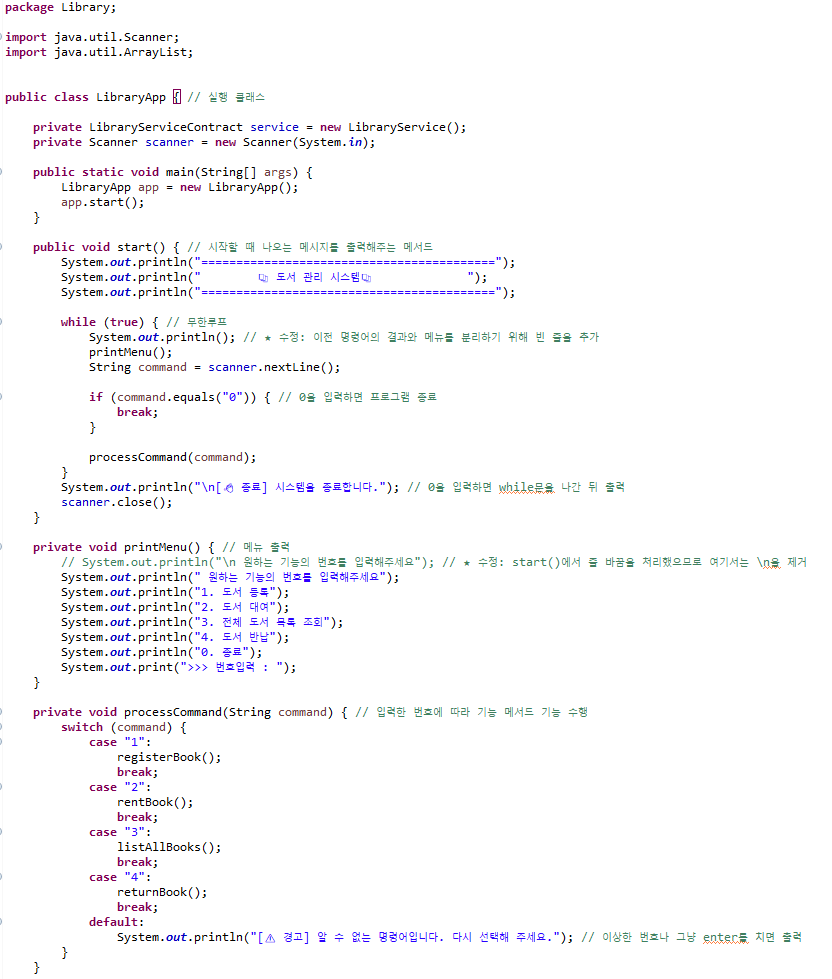 package Library;
import java.util.Scanner;
import java.util.ArrayList;
public class LibraryApp { // 실행 클래스
private LibraryServiceContract service = new LibraryService();
private Scanner scanner = new Scanner(System.in);
public static void main(String[] args) {
LibraryApp app = new LibraryApp();
app.start();
}
public void start() { // 시작할 때 나오는 메시지를 출력해주는 메서드
System.out.println("==========================================");
System.out.println("         도서 관리 시스템              ");
System.out.println("==========================================");
while (true) { // 무한루프
System.out.println(); // ★ 수정: 이전 명령어의 결과와 메뉴를 분리하기 위해 빈 줄을 추가
printMenu();
String command = scanner.nextLine();
if (command.equals("0")) { // 0을 입력하면 프로그램 종료
break;
}
processCommand(command);
}
System.out.println("\n[👋 종료] 시스템을 종료합니다."); // 0을 입력하면 while문을 나간 뒤 출력
scanner.close();
}
private void printMenu() { // 메뉴 출력
// System.out.println("\n 원하는 기능의 번호를 입력해주세요"); // ★ 수정: start()에서 줄 바꿈을 처리했으므로 여기서는 \n을 제거
System.out.println(" 원하는 기능의 번호를 입력해주세요");
System.out.println("1. 도서 등록");
System.out.println("2. 도서 대여");
System.out.println("3. 전체 도서 목록 조회");
System.out.println("4. 도서 반납");
System.out.println("0. 종료");
System.out.print(">>> 번호입력 : ");
}
private void processCommand(String command) { // 입력한 번호에 따라 기능 메서드 기능 수행
switch (command) {
case "1":
registerBook();
break;
case "2":
rentBook();
break;
case "3":
listAllBooks();
break;
case "4":
returnBook();
break;
default:
System.out.println("[⚠ 경고] 알 수 없는 명령어입니다. 다시 선택해 주세요."); // 이상한 번호나 그냥 enter를 치면 출력
}
}